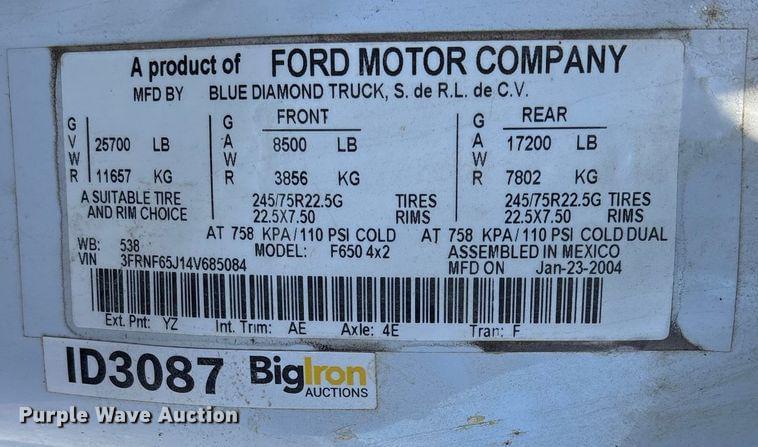 A product of FORD MOTOR COMPANY
MFD BY BLUE DIAMOND TRUCK, S. de R.L. de C.V.
GVWR 25700 LB 11657 KG
FRONT GAWR 8500 LB 3856 KG
REAR GAWR 17200 LB 7802 KG
A SUITABLE TIRE AND RIM CHOICE
245/75R22.5G TIRES 245/75R22.5G TIRES
22.5X7.50 RIMS 22.5X7.50 RIMS
AT 758 KPA/110 PSI COLD AT 758 KPA/110 PSI COLD DUAL
WB: 538 MODEL: F650 4x2 ASSEMBLED IN MEXICO
VIN 3FRNF65J14V685084 MFD ON Jan-23-2004
Ext. Pnt: YZ Int. Trim: AE Axle: 4E Tran: F
ID3087 BigIron
AUCTIONS
Purple Wave Auction